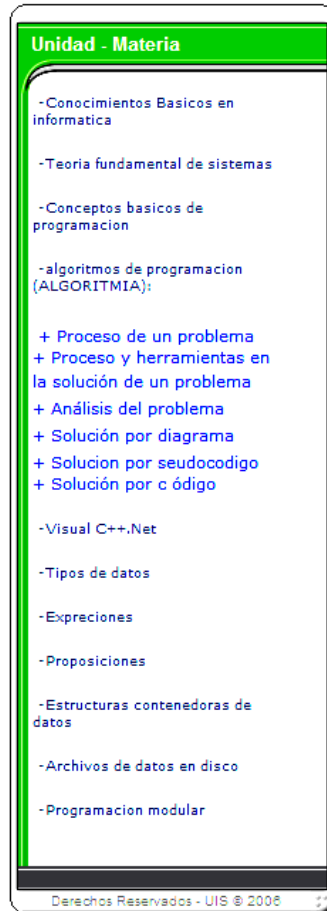 Unidad - Materia
-Conocimientos Basicos en
informatica
-Teoria fundamental de sistemas
-Conceptos basicos de
programacion
-algoritmos de programacion
(ALGORITMIA):
+ Proceso de un problema
+ Proceso y herramientas en
la solución de un problema
+ Análisis del problema
+ Solución por diagrama
+ Solucion por seudocodigo
+ Solución por c ódigo
-Visual C++.Net
-Tipos de datos
-Expreciones
-Proposiciones
-Estructuras contenedoras de
datos
-Archivos de datos en disco
-Programacion modular
Derechos Reservados - UIS © 2006